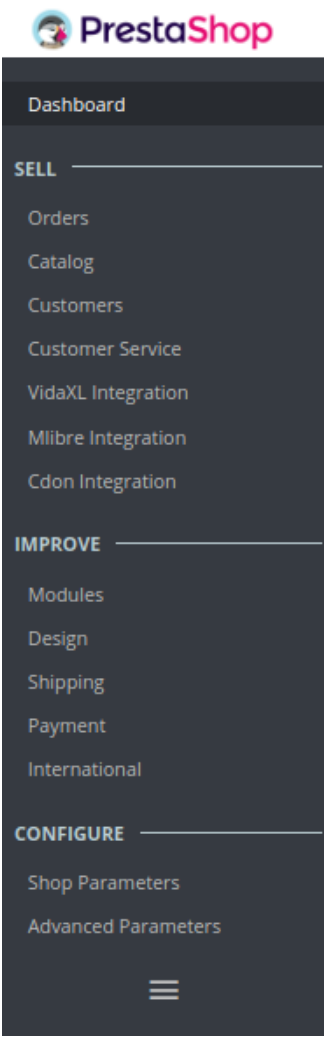 PrestaShop
Dashboard
SELL
Orders
Catalog
Customers
Customer Service
VidaXL Integration
Mlibre Integration
Cdon Integration
IMPROVE
Modules
Design
Shipping
Payment
International
CONFIGURE
Shop Parameters
Advanced Parameters